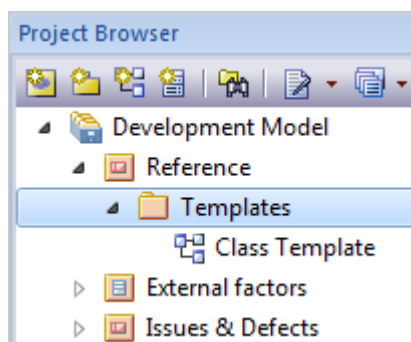 Project Browser
Development Model
Reference
Templates
Class Template
External factors
Issues & Defects